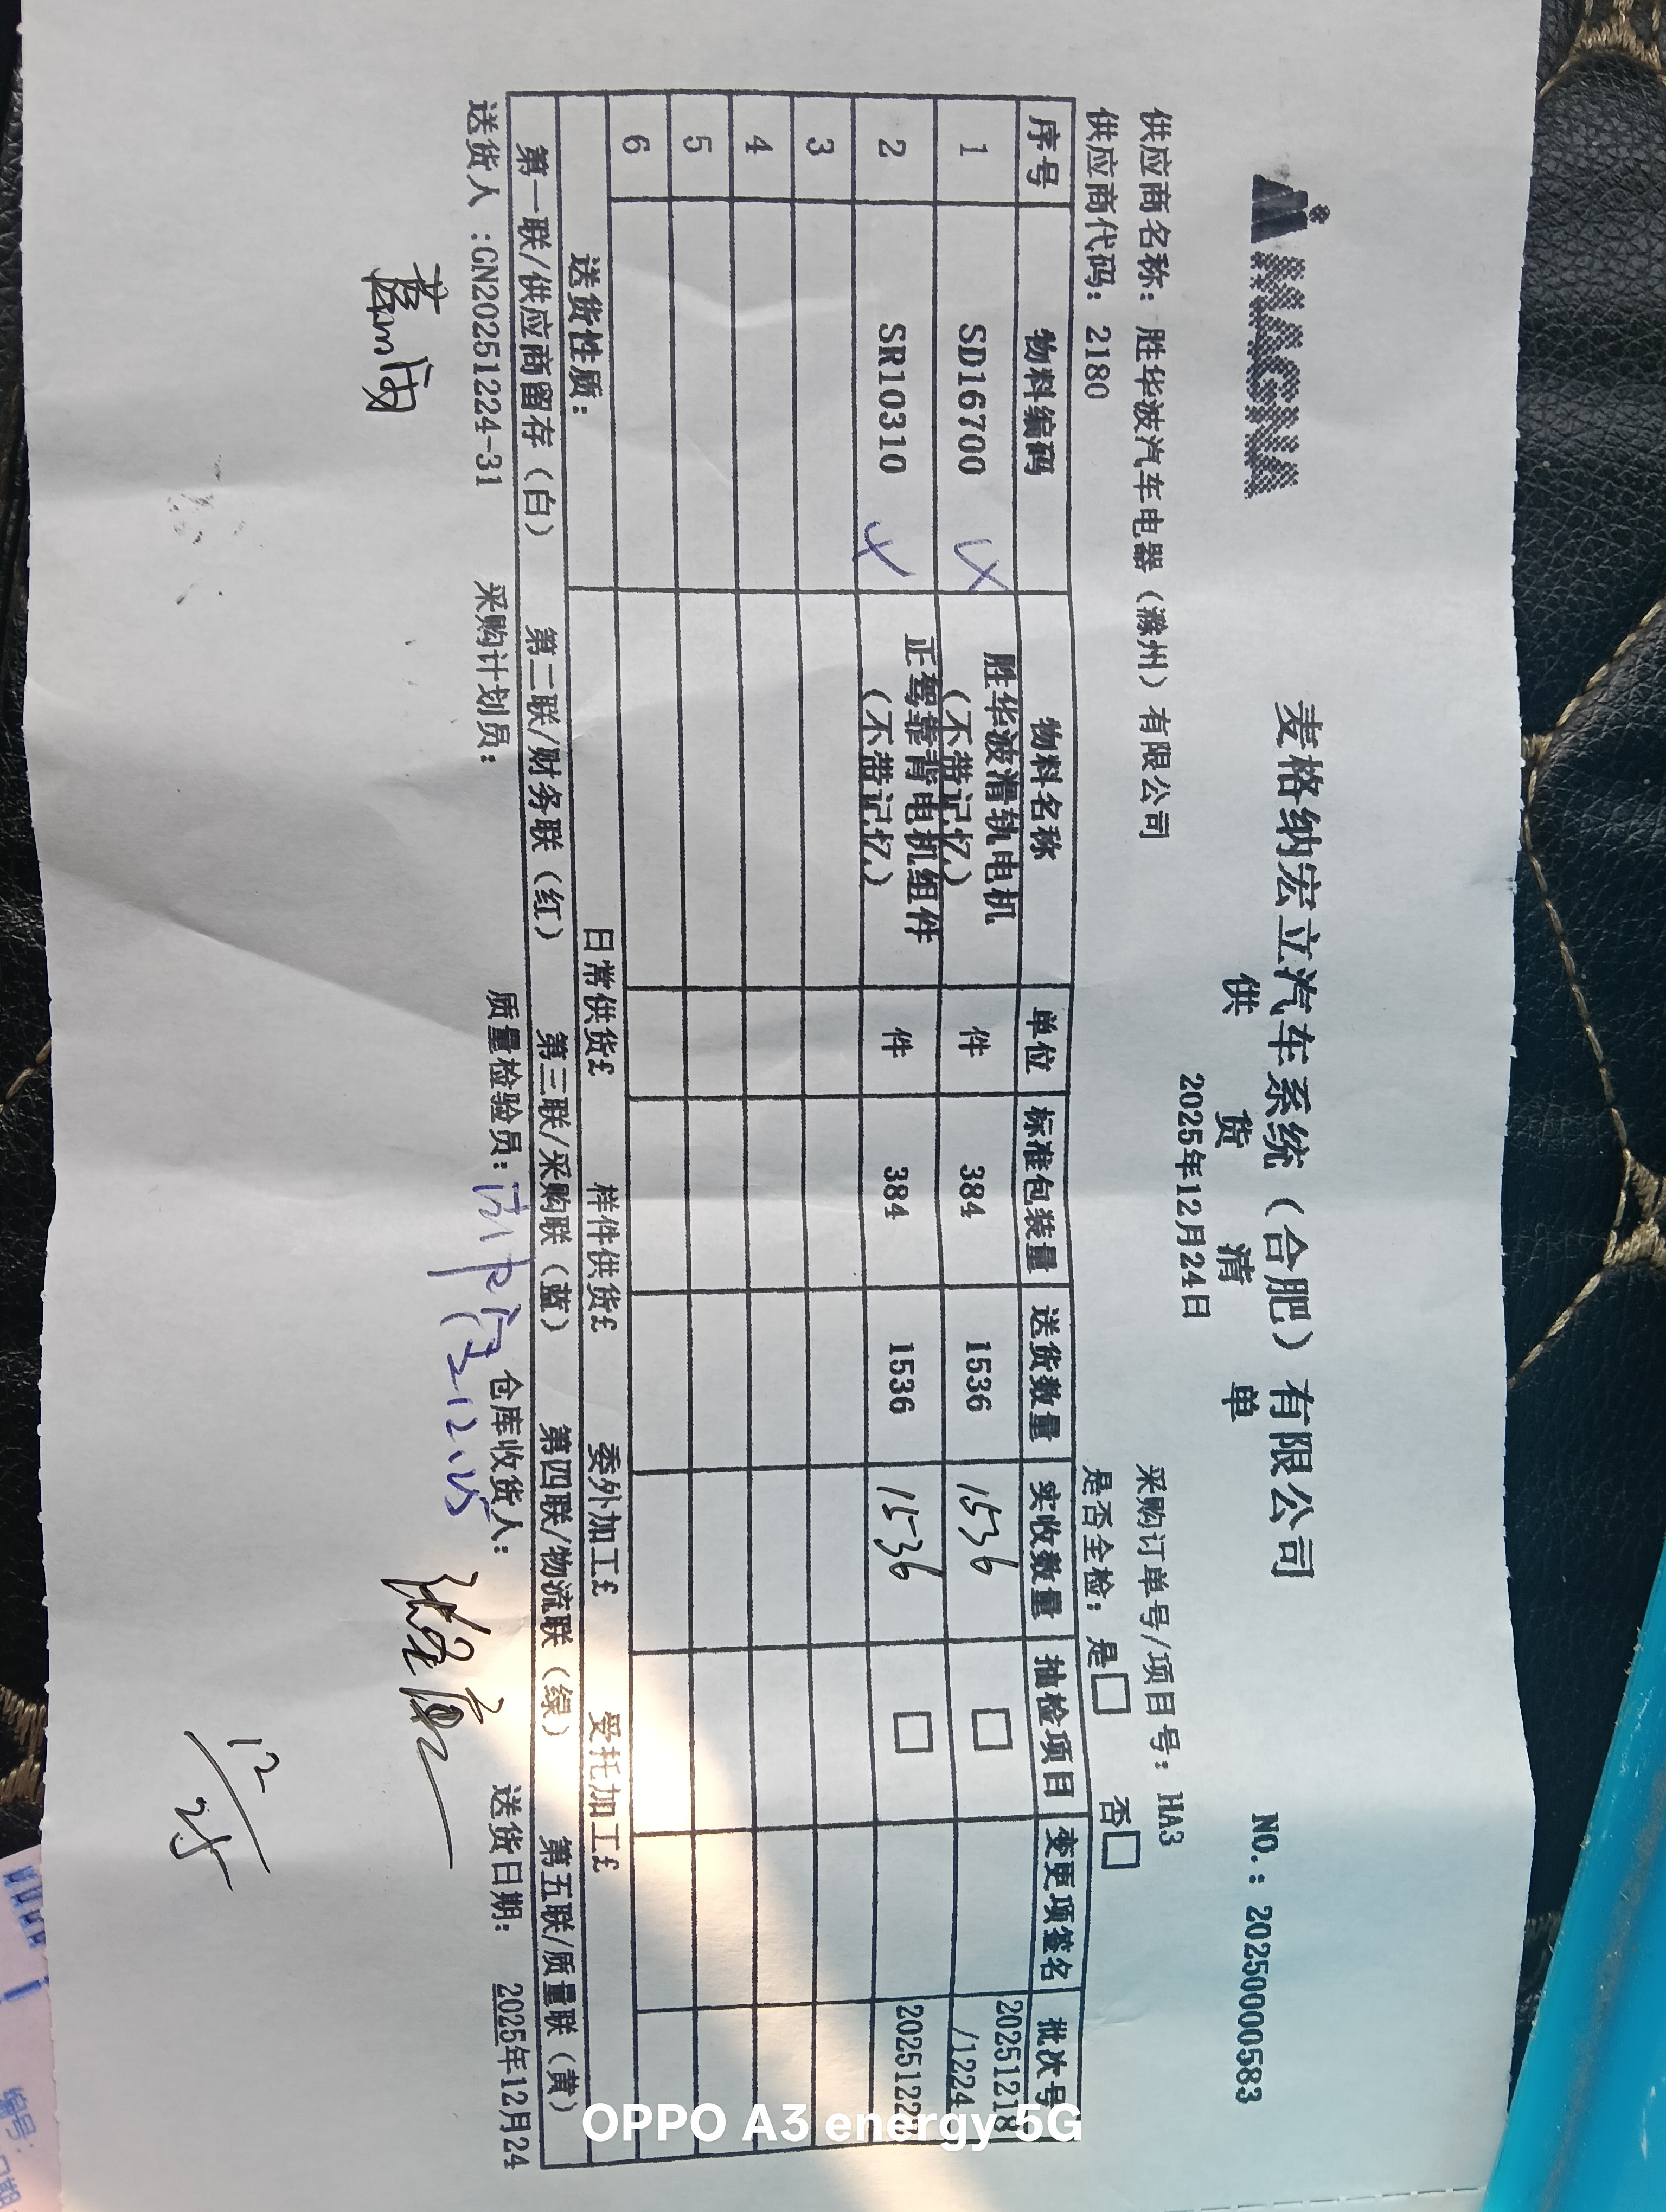 MAGNA
麦格纳宏立汽车系统（合肥）有限公司
供 货 清 单
NO.: 20250000583
2025年12月24日
供应商名称: 胜华波汽车电器（滁州）有限公司 采购订单号/项目号: HA3
供应商代码: 2180 是否全检: 是□ 否□
序号 物料编码 物料名称 单位 标准包装量 送货数量 实收数量 抽检项目 变更项签名 批次号
1 SD16700 胜华波滑轨电机（不带记忆） 件 384 1536 1536 □ 20251218/1224
2 SR10310 正驾靠背电机组件（不带记忆） 件 384 1536 1536 □
3
4
5
6
送货性质: 日常供货£ 样件供货£ 委外加工£ 受托加工£
第一联/供应商留存（白） 第二联/财务联（红） 第三联/采购联（蓝） 第四联/物流联（绿） 第五联/质量联（黄）
送货人 :GN20251224-31 采购计划员: 质量检验员: 12.25 仓库收货人: 送货日期: 2025年12月24
12/25
编号:
OPPO A3 energy 5G